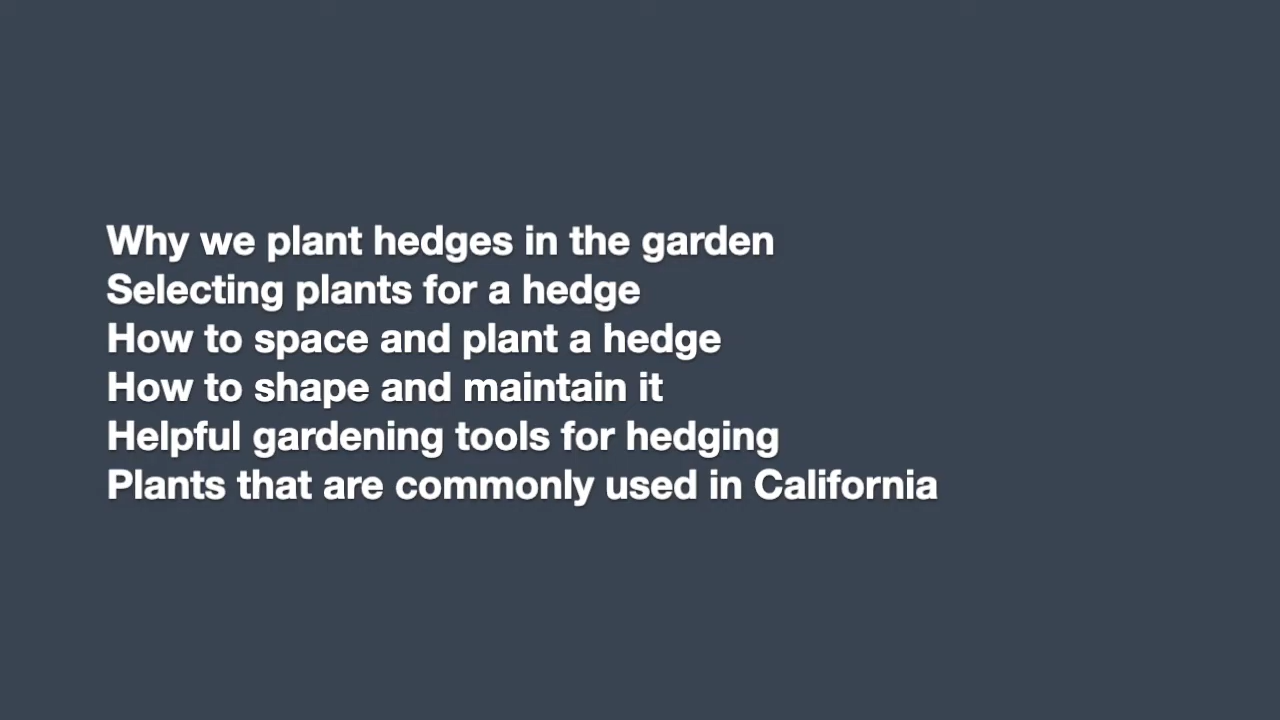 Why we plant hedges in the garden
Selecting plants for a hedge
How to space and plant a hedge
How to shape and maintain it
Helpful gardening tools for hedging
Plants that are commonly used in California